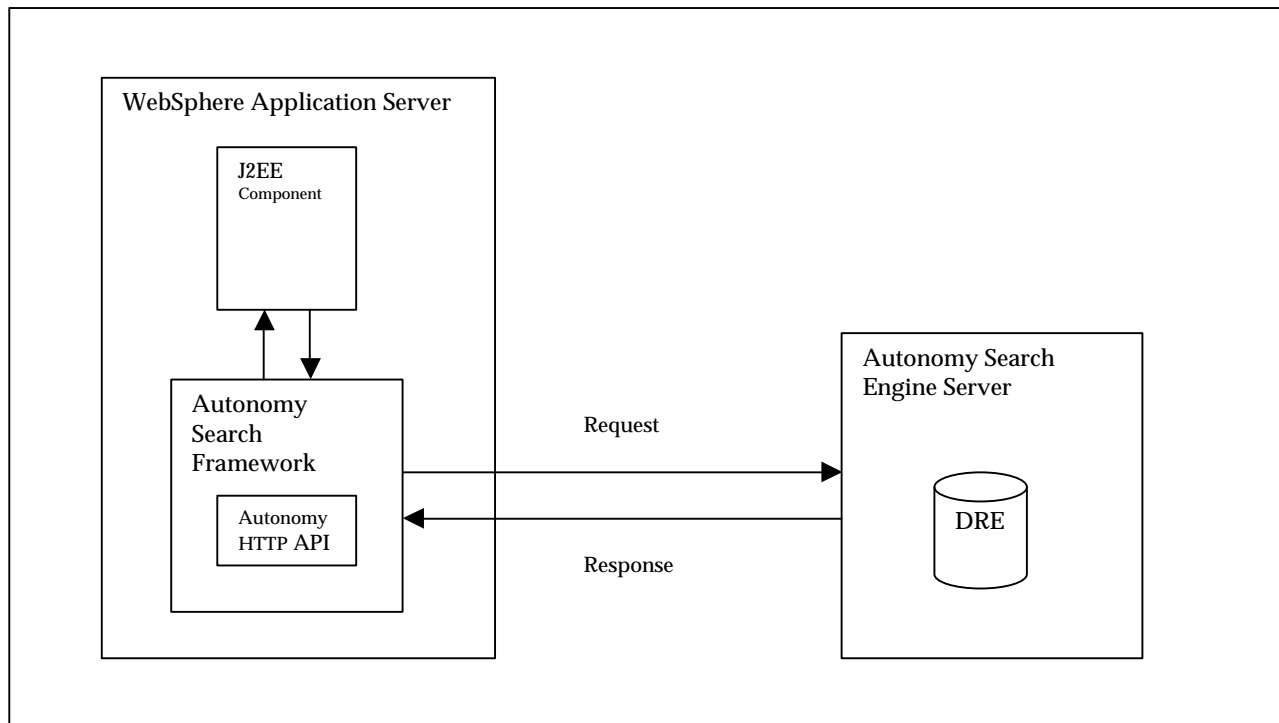 WebSphere Application Server
J2EE
Component
Autonomy
Search
Framework
Autonomy
HTTP API
Request
Response
Autonomy Search
Engine Server
DRE